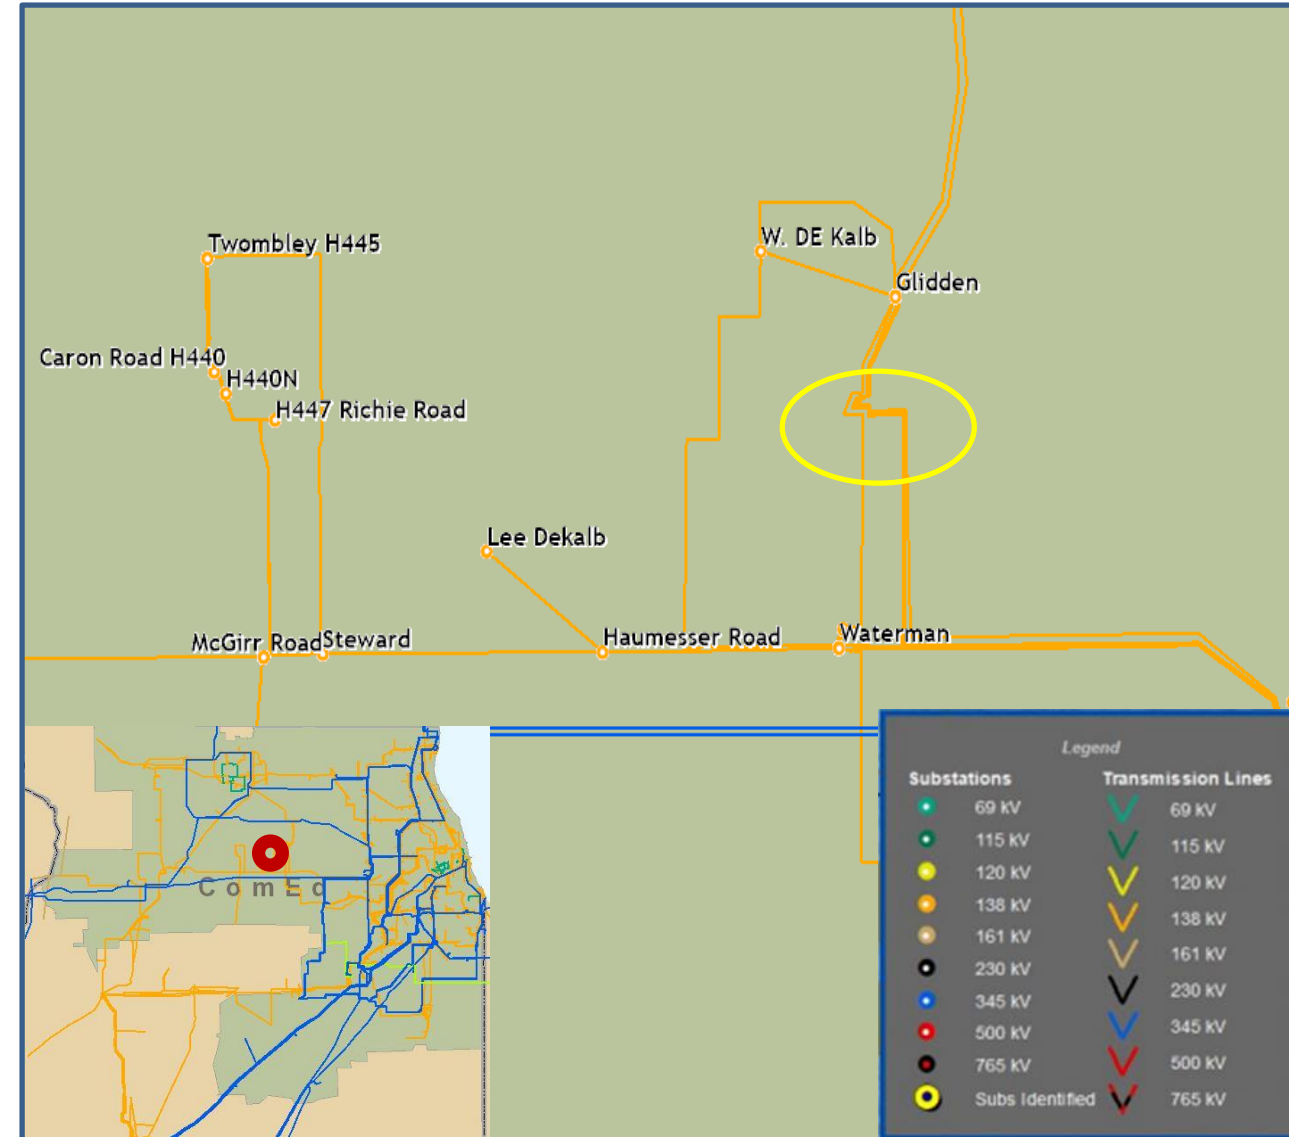 W. DE Kalb
Twombley H445
Glidden
Caron Road H440
H440N
H447 Richie Road
Lee Dekalb
McGirr Road
Steward
Haumesser Road
Waterman
ComEd
Legend
Substations
69 kV
115 kV
120 kV
138 kV
161 kV
230 kV
345 kV
500 kV
765 kV
Subs Identified
Transmission Lines
69 kV
115 kV
120 kV
138 kV
161 kV
230 kV
345 kV
500 kV
765 kV